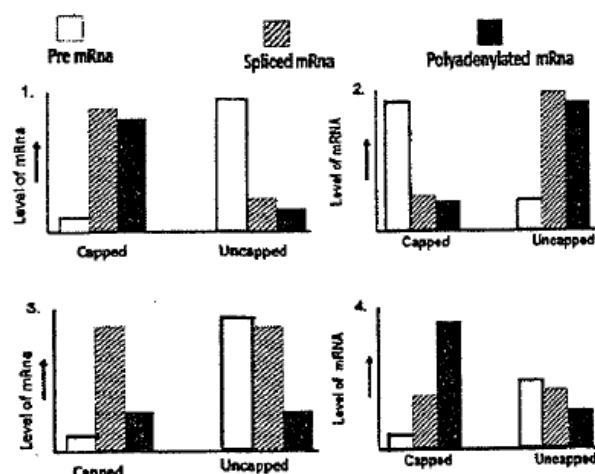 Pre mRna
Spliced mRna
Polyadenylated mRna
1.
Level of mRna
Capped
Uncapped
2.
Level of mRNA
Capped
Uncapped
3.
Level of mRna
Capped
Uncapped
4.
Level of mRNA
Capped
Uncapped